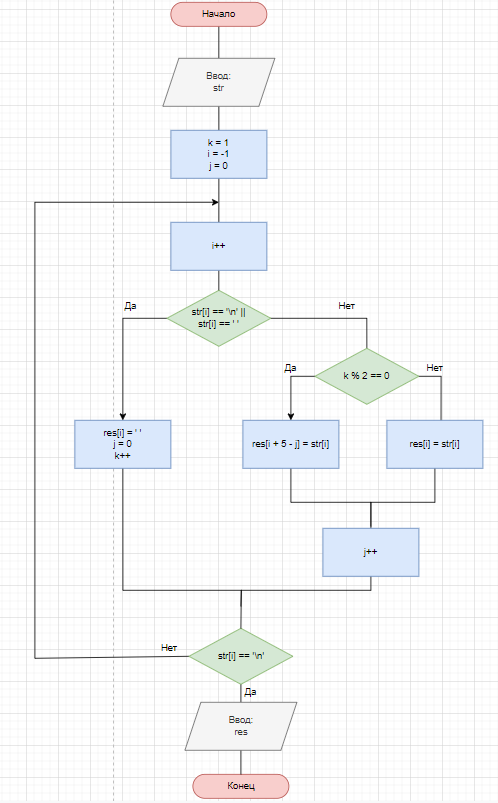 Начало
Ввод:
str
k = 1
i = -1
j = 0
i++
str[i] == '\n' ||
str[i] == ' '
Да
Нет
k % 2 == 0
Да
Нет
res[i] = ' '
j = 0
k++
res[i + 5 - j] = str[i]
res[i] = str[i]
j++
str[i] == '\n'
Нет
Да
Ввод:
res
Конец